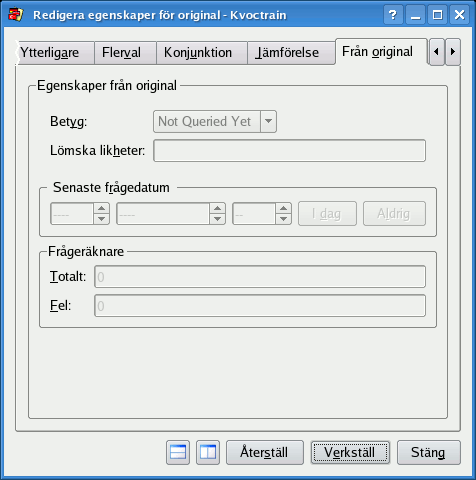 Redigera egenskaper för original - Kvoctrain
Ytterligare Flerval Konjunktion Jämförelse Från original
Egenskaper från original
Betyg: Not Queried Yet
Lömska likheter:
Senaste frågedatum
---- ---- -- I dag Aldrig
Frågeräknare
Totalt: 0
Fel: 0
Återställ Verkställ Stäng